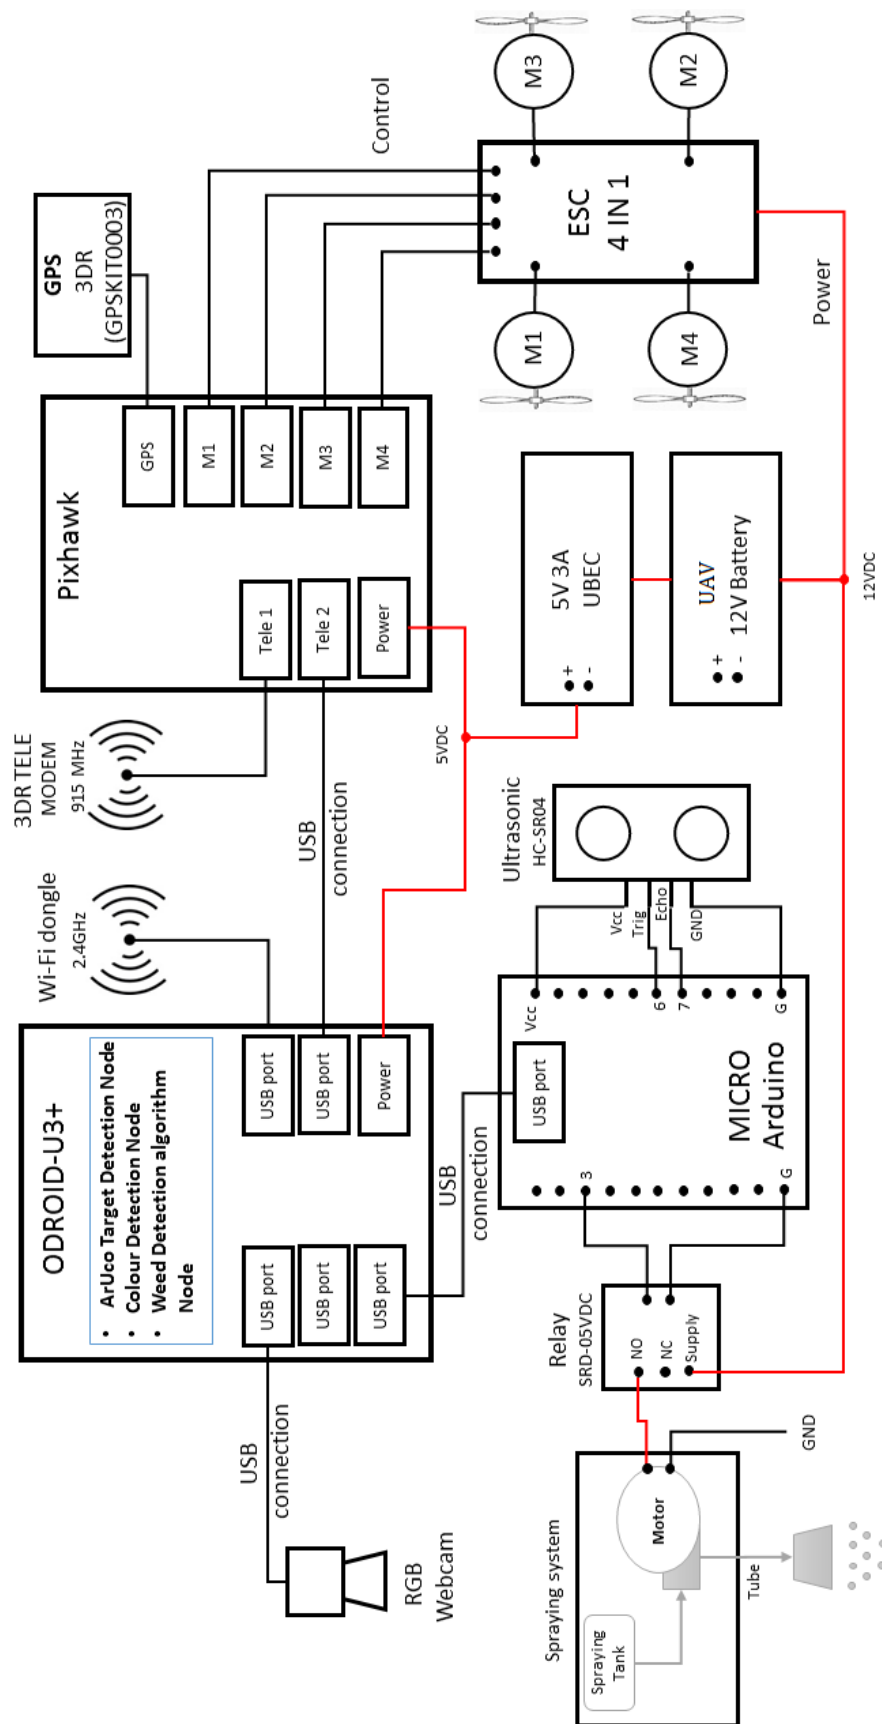 ODROID-U3+
• ArUco Target Detection Node
• Colour Detection Node
• Weed Detection algorithm
Node
USB port
USB port
USB port
USB port
USB port
Power
Wi-Fi dongle
2.4GHz
3DR TELE
MODEM
915 MHz
Pixhawk
Tele 1
Tele 2
Power
GPS
M1
M2
M3
M4
GPS
3DR
(GPSKIT0003)
Control
USB
connection
USB
connection
USB
connection
RGB
Webcam
5VDC
Spraying system
Spraying
Tank
Motor
Tube
GND
Relay
SRD-05VDC
NO
NC
Supply
MICRO
Arduino
USB port
3
G
Vcc
6
7
G
Ultrasonic
HC-SR04
Vcc
Trig
Echo
GND
5V 3A
UBEC
+
-
UAV
12V Battery
+
-
12VDC
Power
ESC
4 IN 1
M1
M3
M4
M2